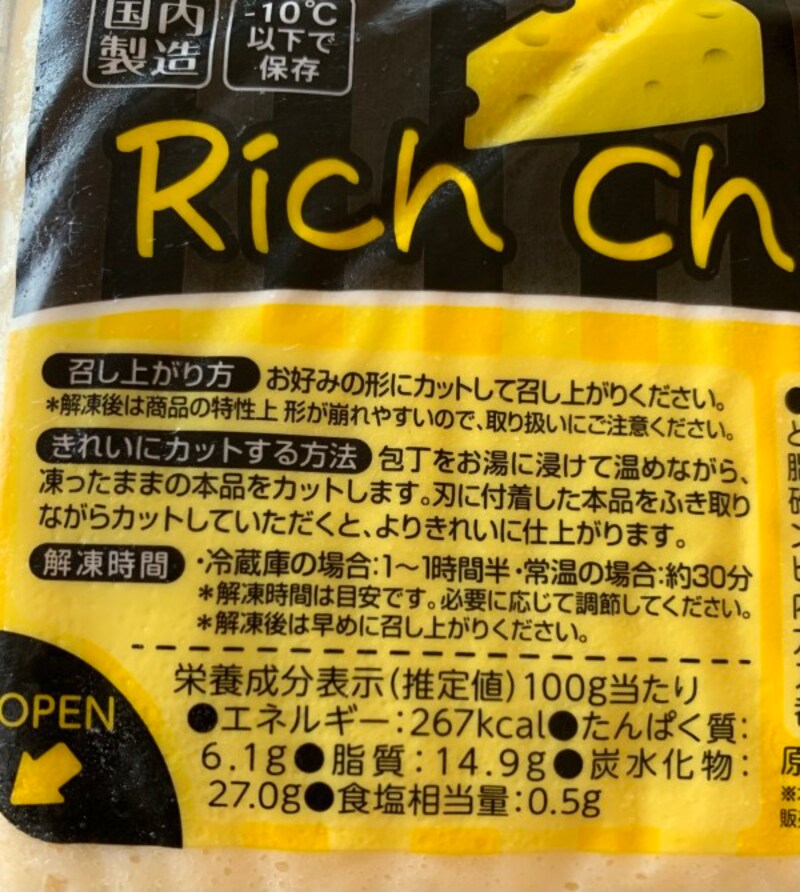 国内
製造
-10℃
以下で
保存
Rich Ch
召し上がり方 お好みの形にカットして召し上がりください。
*解凍後は商品の特性上 形が崩れやすいので、取り扱いにご注意ください。
きれいにカットする方法 包丁をお湯に浸けて温めながら、
凍ったままの本品をカットします。刃に付着した本品をふき取り
ながらカットしていただくと、よりきれいに仕上がります。
解凍時間 ・冷蔵庫の場合:1〜1時間半・常温の場合:約30分
*解凍時間は目安です。必要に応じて調節してください。
*解凍後は早めに召し上がりください。
栄養成分表示(推定値)100g当たり
●エネルギー:267kcal●たんぱく質:
6.1g●脂質:14.9g●炭水化物:
27.0g●食塩相当量:0.5g
OPEN